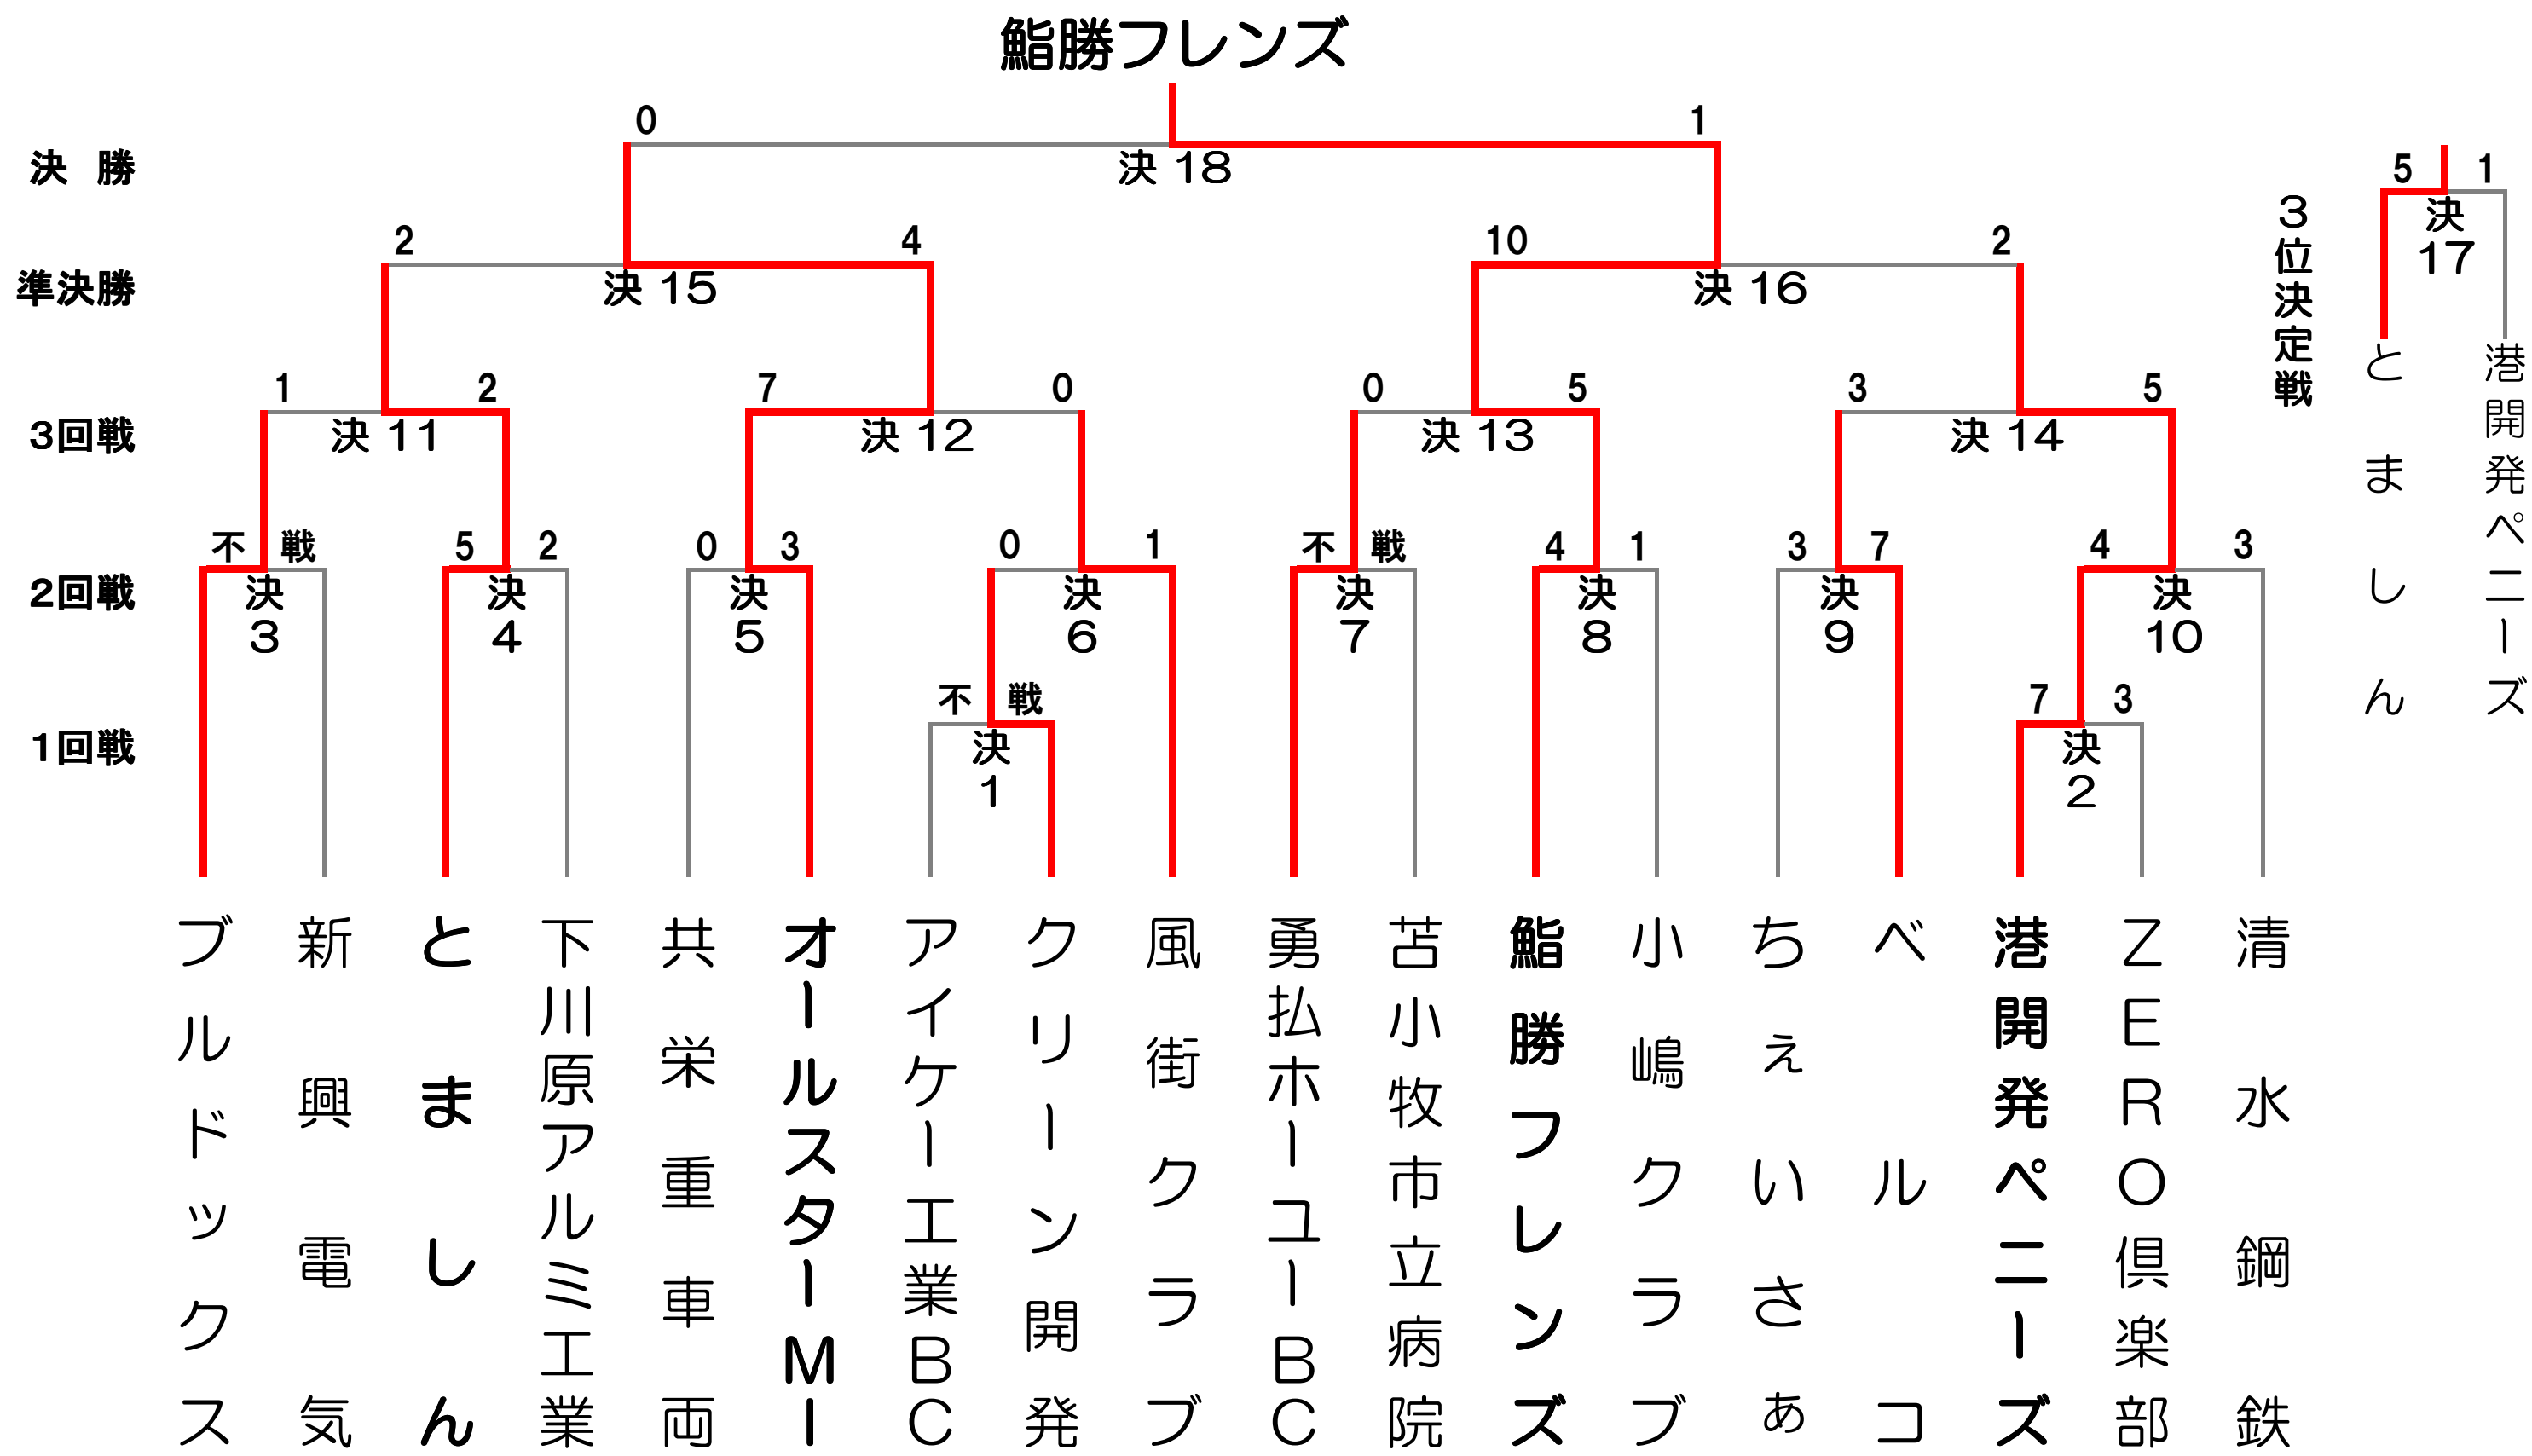 鮨勝フレンズ
0 1
決 勝
決 18
5 1
決
17
3位決定戦
とましん
港開発ペニーズ
2 4 10 2
準決勝
決 15 決 16
1 2 7 0 0 5 3 5
3回戦
決 11 決 12 決 13 決 14
不 戦 5 2 0 3 0 1 不 戦 4 1 3 7 4 3
2回戦
決 決 決 決 決 決 決 決
3 4 5 6 7 8 9 10
不 戦 7 3
1回戦
決 決
1 2
ブルドックス
新興電気
とましん
下川原アルミ工業
共栄重車両
オールスターMI
アイケー工業BC
クリーン開発
風街クラブ
勇払ホーユーBC
苫小牧市立病院
鮨勝フレンズ
小嶋クラブ
ちぇいさぁ
ベルコ
港開発ペニーズ
ZERO倶楽部
清水鋼鉄